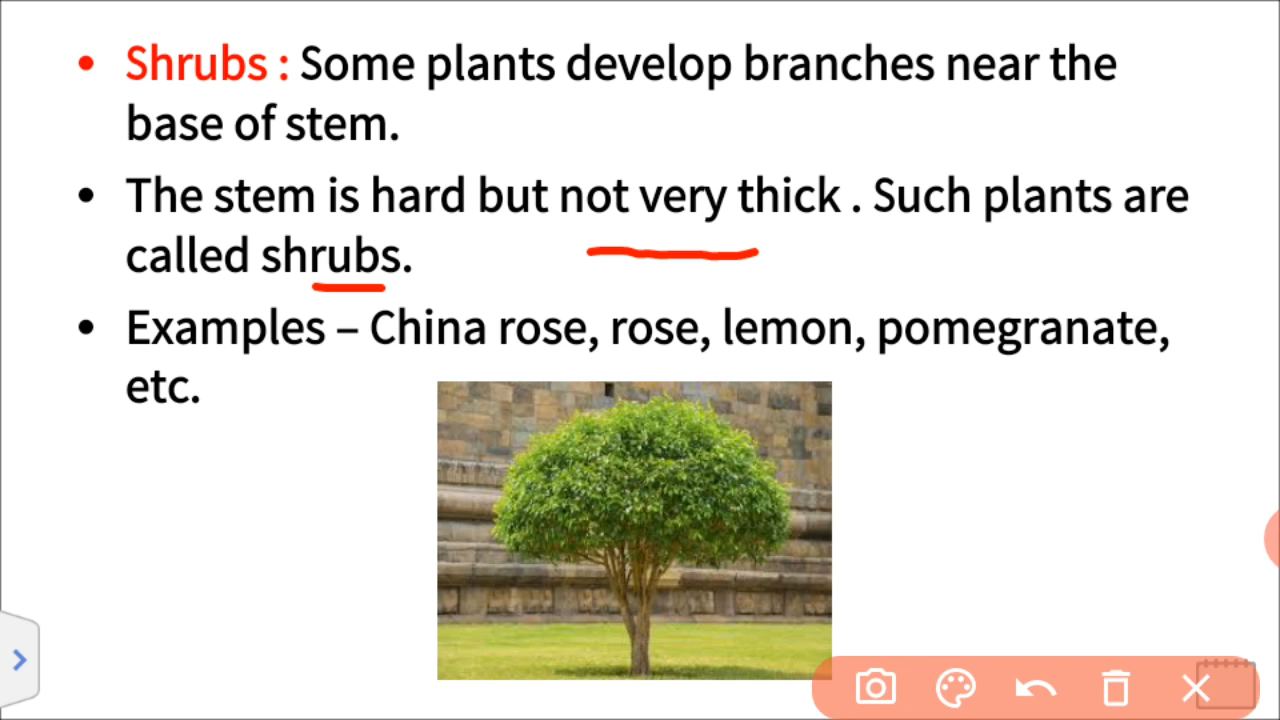 • Shrubs : Some plants develop branches near the
base of stem.
• The stem is hard but not very thick . Such plants are
called shrubs.
• Examples – China rose, rose, lemon, pomegranate,
etc.